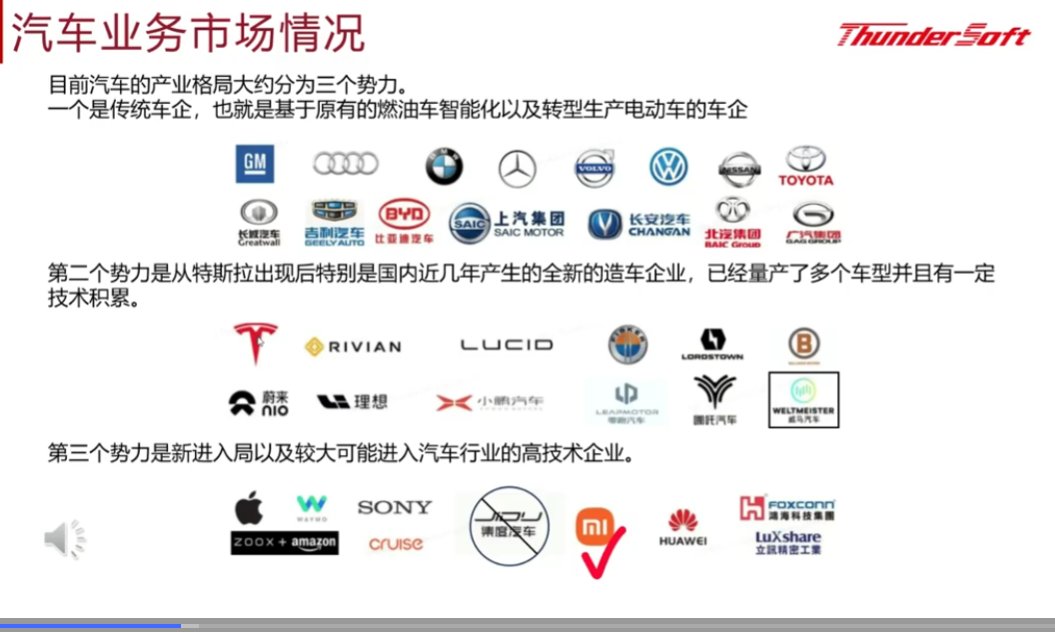 汽车业务市场情况
ThunderSoft
目前汽车的产业格局大约分为三个势力。
一个是传统车企，也就是基于原有的燃油车智能化以及转型生产电动车的车企
GM
VOLVO
NISSAN
TOYOTA
长城汽车
Greatwall
吉利汽车
GEELY AUTO
BYD
比亚迪汽车
SAIC
上汽集团
SAIC MOTOR
长安汽车
CHANGAN
北汽集团
BAIC Group
广汽集团
GAG GROUP
第二个势力是从特斯拉出现后特别是国内近几年产生的全新的造车企业，已经量产了多个车型并且有一定
技术积累。
RIVIAN
LUCID
FISKER
LORDSTOWN
B
蔚来
NIO
理想
小鹏汽车
LEAPMOTOR
零跑汽车
哪吒汽车
WELTMEISTER
威马汽车
第三个势力是新进入局以及较大可能进入汽车行业的高技术企业。
WAYMO
SONY
JIDU
集度汽车
mi
HUAWEI
FOXCONN
鸿海科技集團
ZOOX + amazon
cruise
LuXshare
立訊精密工業